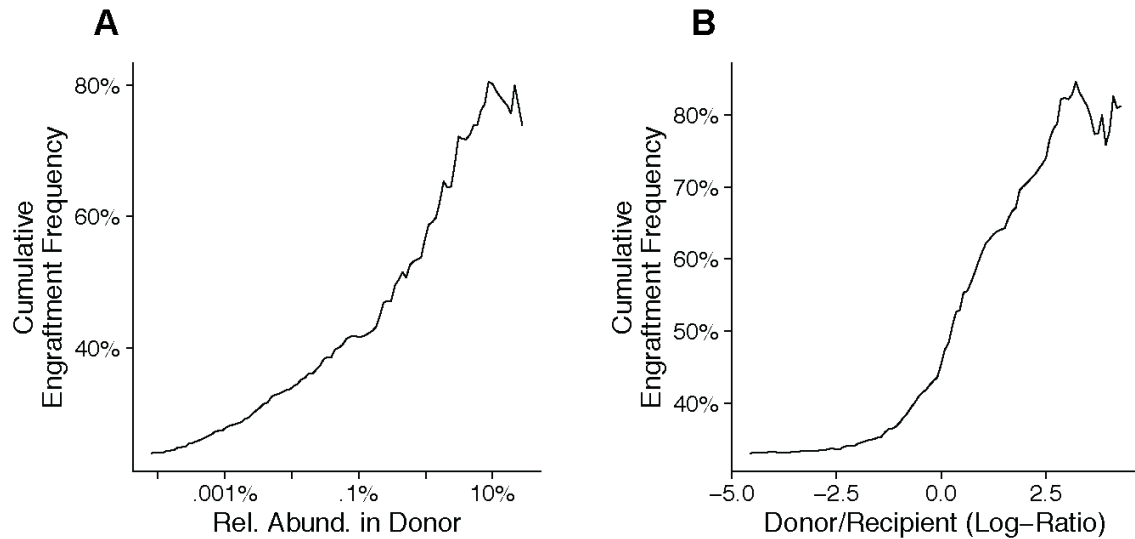 A
Cumulative
Engraftment Frequency
80%
60%
40%
.001%
.1%
10%
Rel. Abund. in Donor
B
Cumulative
Engraftment Frequency
80%
70%
60%
50%
40%
−5.0
−2.5
0.0
2.5
Donor/Recipient (Log−Ratio)